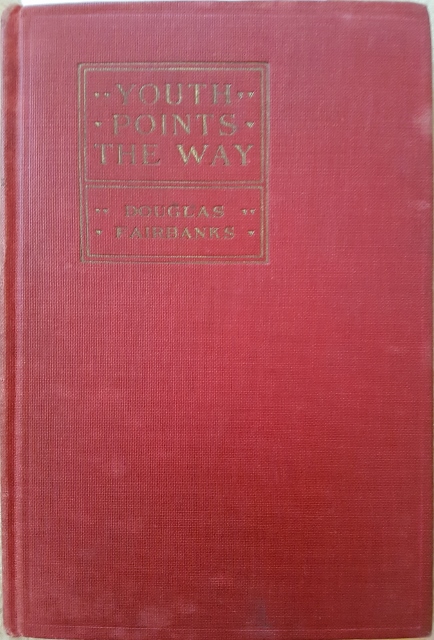 YOUTH
POINTS
THE WAY
DOUGLAS
FAIRBANKS